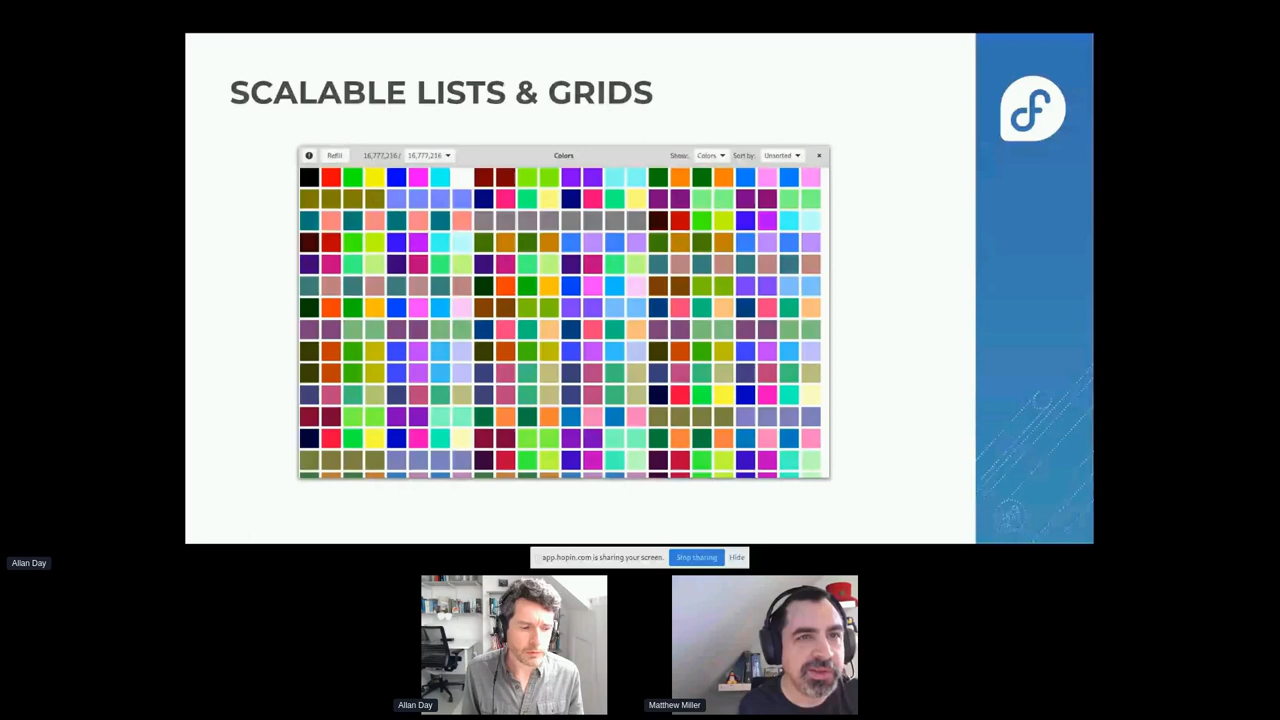 SCALABLE LISTS & GRIDS
Refill 16,777,216 / 16,777,216 Colors Show: Colors Sort by: Unsorted
Allan Day
app.hopin.com is sharing your screen. Stop sharing Hide
Allan Day Matthew Miller